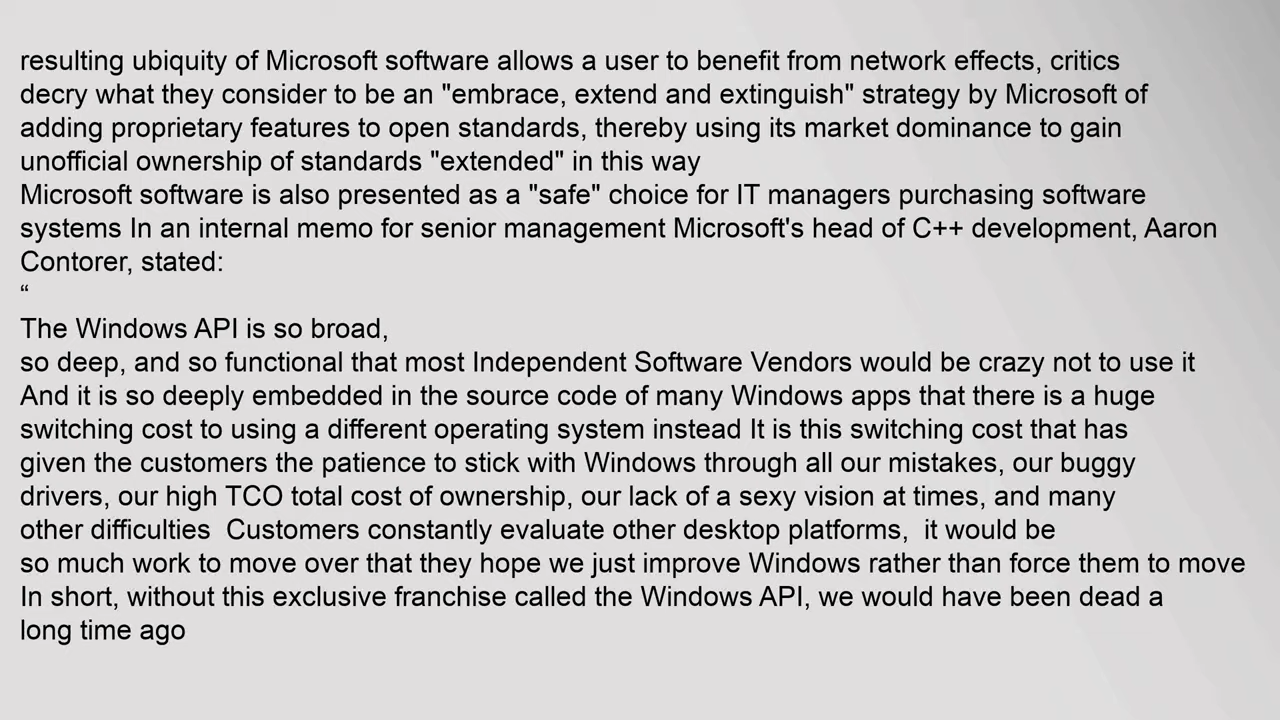 resulting ubiquity of Microsoft software allows a user to benefit from network effects, critics
decry what they consider to be an "embrace, extend and extinguish" strategy by Microsoft of
adding proprietary features to open standards, thereby using its market dominance to gain
unofficial ownership of standards "extended" in this way
Microsoft software is also presented as a "safe" choice for IT managers purchasing software
systems In an internal memo for senior management Microsoft's head of C++ development, Aaron
Contorer, stated:
“
The Windows API is so broad,
so deep, and so functional that most Independent Software Vendors would be crazy not to use it
And it is so deeply embedded in the source code of many Windows apps that there is a huge
switching cost to using a different operating system instead It is this switching cost that has
given the customers the patience to stick with Windows through all our mistakes, our buggy
drivers, our high TCO total cost of ownership, our lack of a sexy vision at times, and many
other difficulties  Customers constantly evaluate other desktop platforms,  it would be
so much work to move over that they hope we just improve Windows rather than force them to move
In short, without this exclusive franchise called the Windows API, we would have been dead a
long time ago